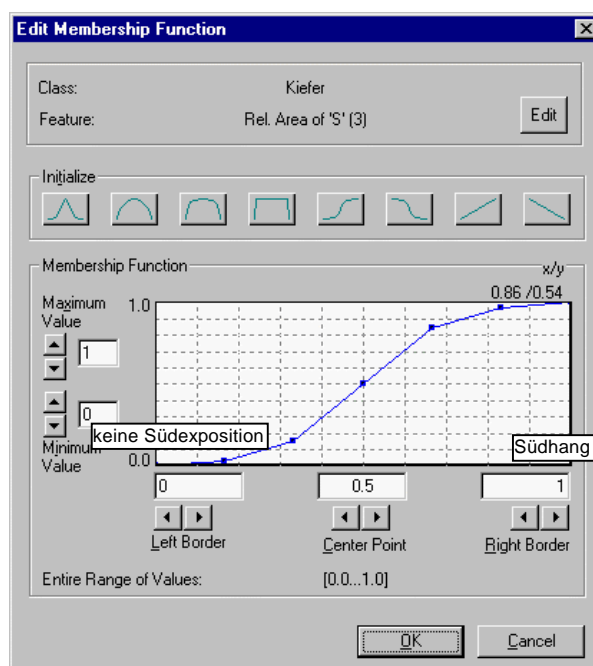 Edit Membership Function
Class: Kiefer
Feature: Rel. Area of 'S' (3)
Edit
Initialize
Membership Function
x/y
0.86 /0.54
Maximum
Value
1.0
1
0
keine Südexposition
Minimum
Value
0.0
Südhang
0 0.5 1
Left Border Center Point Right Border
Entire Range of Values: [0.0...1.0]
OK Cancel